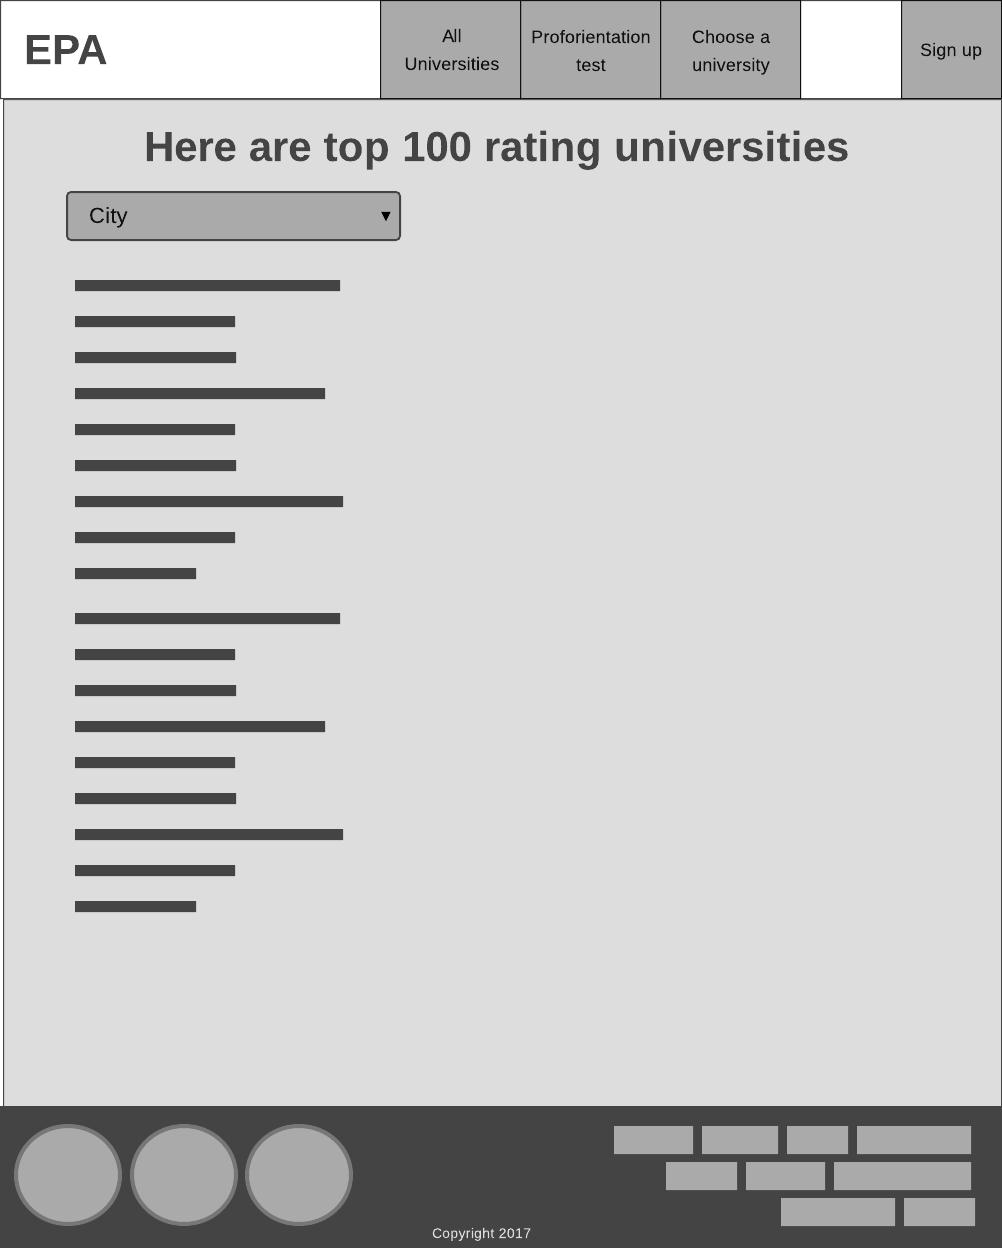 EPA
All
Universities
Proforientation
test
Choose a
university
Sign up
Here are top 100 rating universities
City
Copyright 2017